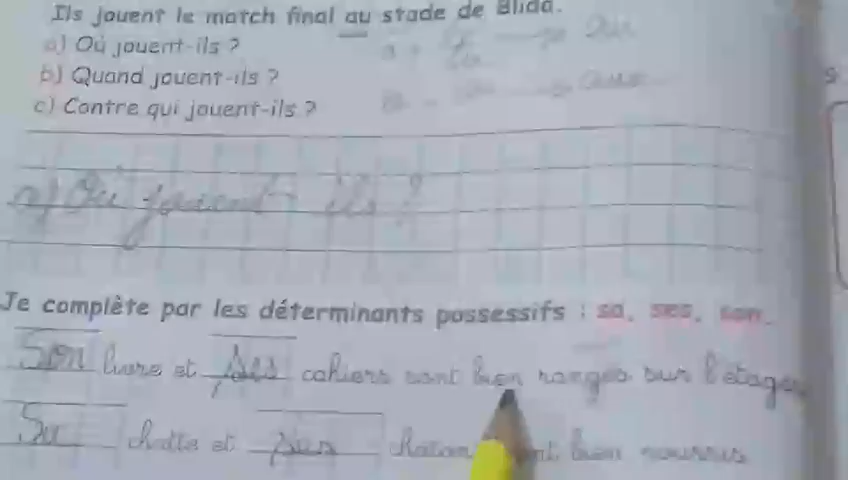 Ils jouent le match final au stade de Blida.
a) Où jouent-ils ?
b) Quand jouent-ils ?
c) Contre qui jouent-ils ?
a) Où jouent-ils ?
Je complète par les déterminants possessifs : sa, ses, son.
Son livre et ses cahiers sont bien rangés sur l'étagère
Sa chatte et ses chatons sont bien nourris